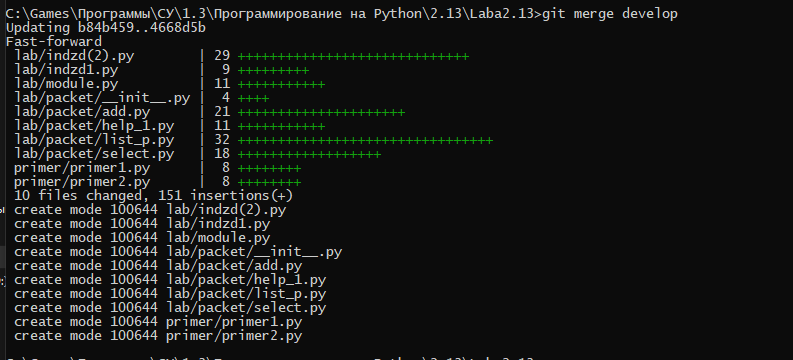 C:\Games\Программы\СУ\1.3\Программирование на Python\2.13\Laba2.13>git merge develop
Updating b84b459..4668d5b
Fast-forward
 lab/indzd(2).py        | 29 +++++++++++++++++++++++++++++
 lab/indzd1.py          |  9 +++++++++
 lab/module.py          | 11 +++++++++++
 lab/packet/__init__.py |  4 ++++
 lab/packet/add.py      | 21 +++++++++++++++++++++
 lab/packet/help_1.py   | 11 +++++++++++
 lab/packet/list_p.py   | 32 ++++++++++++++++++++++++++++++++
 lab/packet/select.py   | 18 ++++++++++++++++++
 primer/primer1.py      |  8 ++++++++
 primer/primer2.py      |  8 ++++++++
 10 files changed, 151 insertions(+)
 create mode 100644 lab/indzd(2).py
 create mode 100644 lab/indzd1.py
 create mode 100644 lab/module.py
 create mode 100644 lab/packet/__init__.py
 create mode 100644 lab/packet/add.py
 create mode 100644 lab/packet/help_1.py
 create mode 100644 lab/packet/list_p.py
 create mode 100644 lab/packet/select.py
 create mode 100644 primer/primer1.py
 create mode 100644 primer/primer2.py